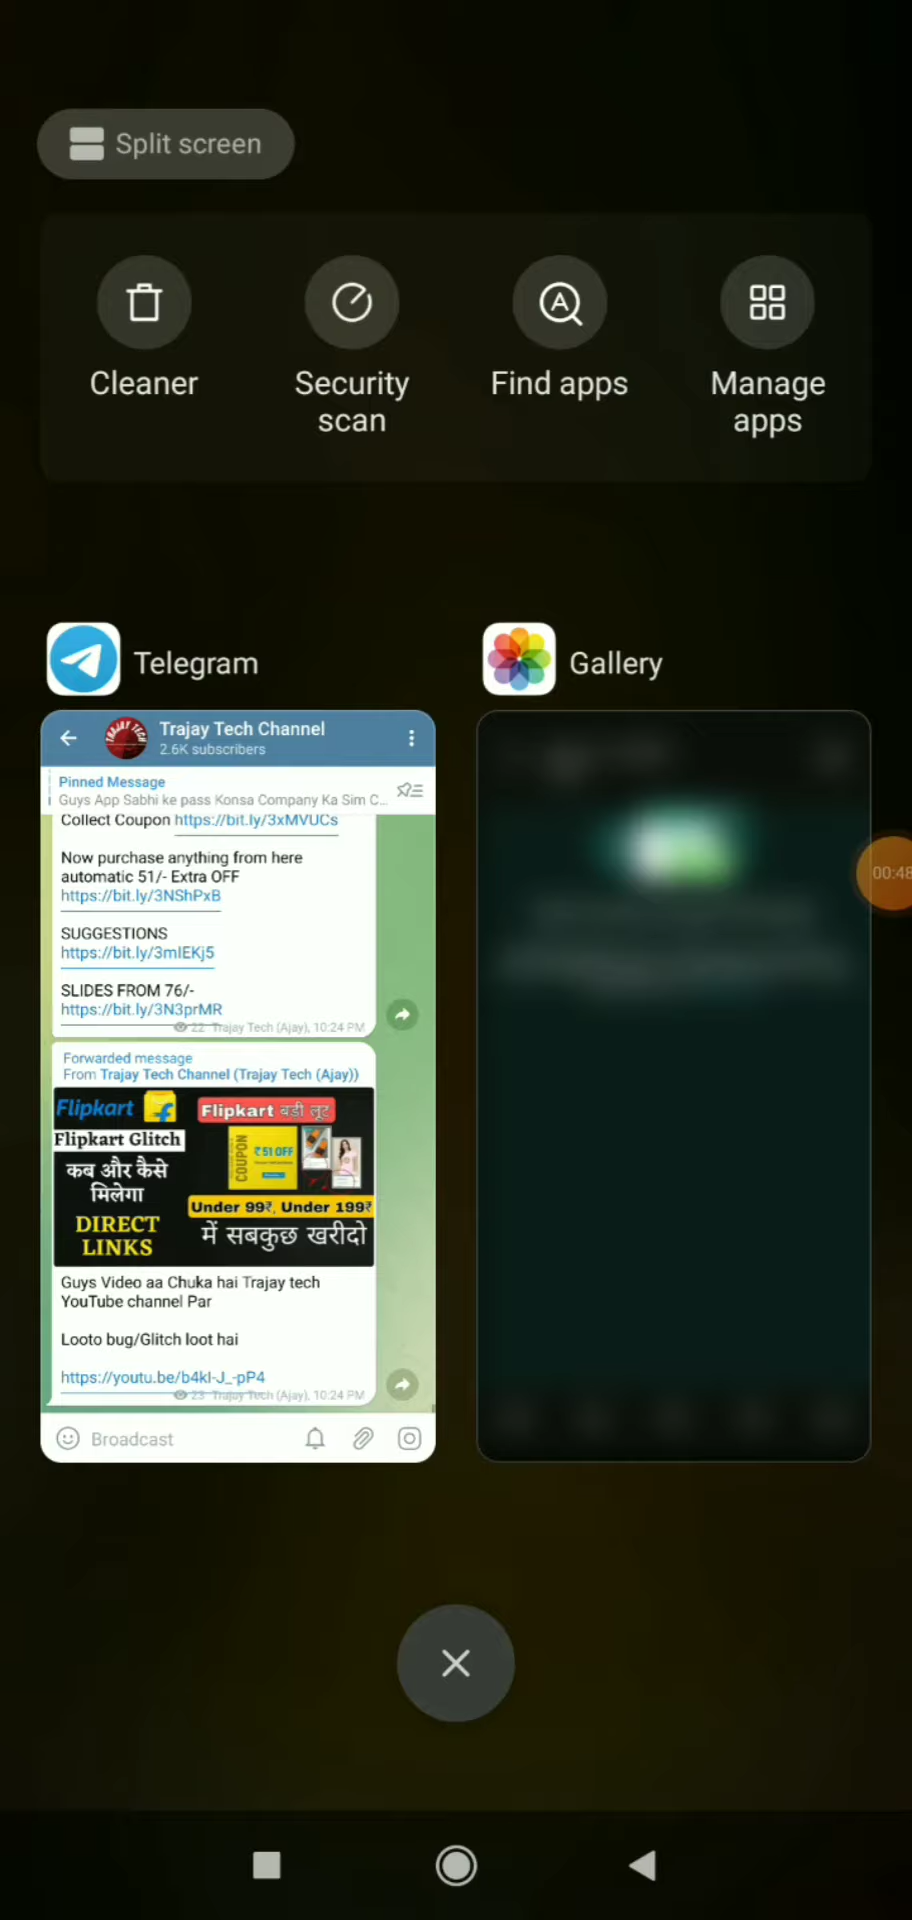 Split screen
Cleaner
Security
scan
Find apps
Manage
apps
Telegram
Gallery
Trajay Tech Channel
2.6K subscribers
Pinned Message
Guys App Sabhi ke pass Konsa Company Ka Sim C...
Collect Coupon https://bit.ly/3xMVUCs
Now purchase anything from here
automatic 51/- Extra OFF
https://bit.ly/3NShPxB
SUGGESTIONS
https://bit.ly/3mIEKj5
SLIDES FROM 76/-
https://bit.ly/3N3prMR
22 Trajay Tech (Ajay), 10:24 PM
Forwarded message
From Trajay Tech Channel (Trajay Tech (Ajay))
Flipkart
Flipkart बडी लूट
Flipkart Glitch
COUPON
₹51 OFF
कब और कैसे
मिलेगा
Under 99₹, Under 199₹
DIRECT
LINKS
में सबकुछ खरीदो
Guys Video aa Chuka hai Trajay tech
YouTube channel Par
Looto bug/Glitch loot hai
https://youtu.be/b4kI-J_-pP4
23 Trajay Tech (Ajay), 10:24 PM
Broadcast
00:48